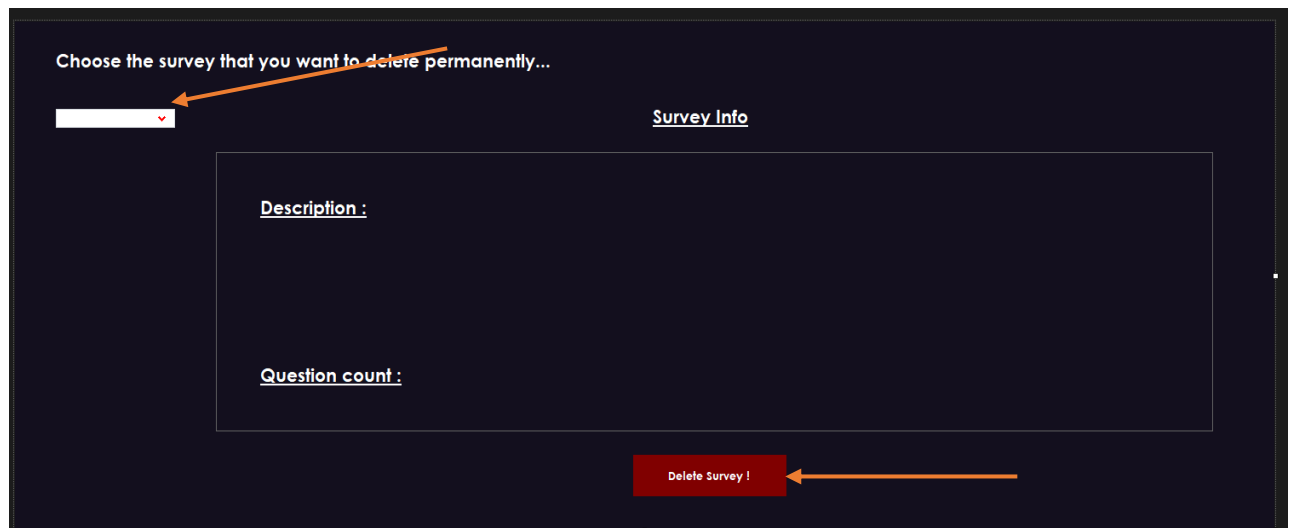 Choose the survey that you want to delete permanently...
Survey Info
Description :
Question count :
Delete Survey !